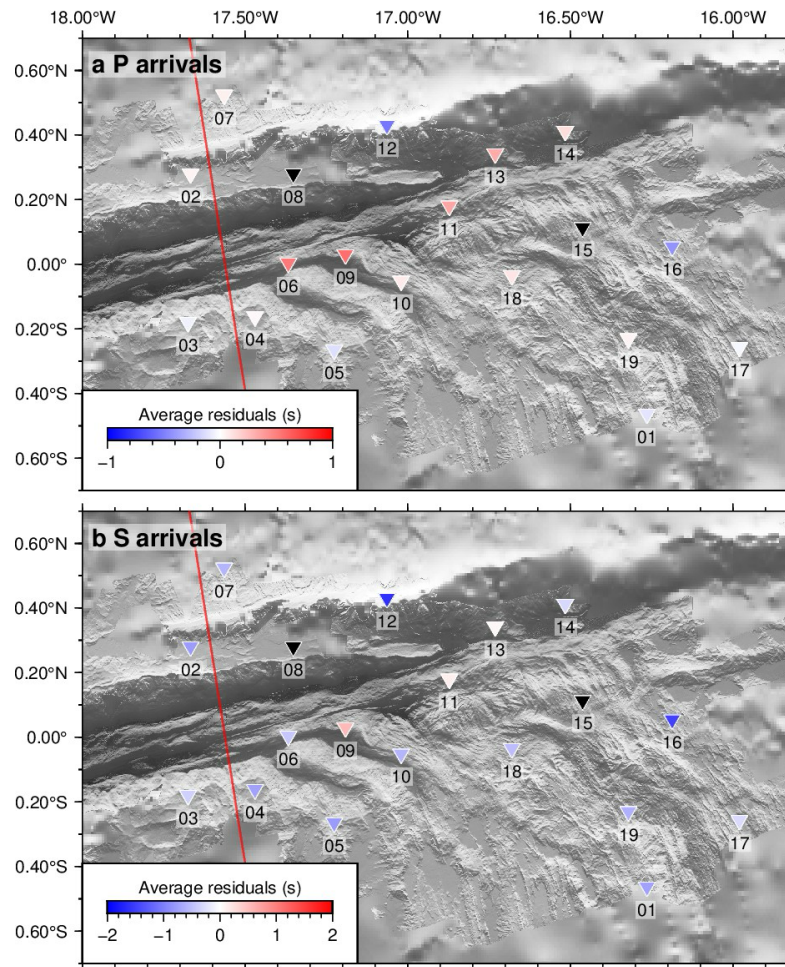 18.00°W 17.50°W 17.00°W 16.50°W 16.00°W
a P arrivals
0.60°N
07
0.40°N
12
14
13
0.20°N
02
08
11
15
0.00°
16
06
09
10
18
0.20°S
03
04
05
19
17
0.40°S
01
Average residuals (s)
−1 0 1
0.60°S
b S arrivals
0.60°N
07
0.40°N
12
14
13
0.20°N
02
08
11
15
0.00°
16
06
09
10
18
0.20°S
03
04
05
19
17
0.40°S
01
Average residuals (s)
−2 −1 0 1 2
0.60°S